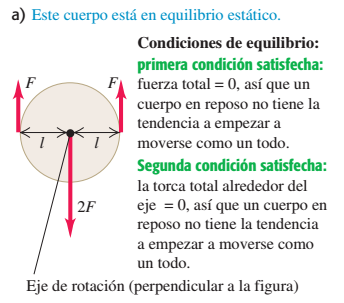 a) Este cuerpo está en equilibrio estático.
Condiciones de equilibrio:
primera condición satisfecha:
fuerza total = 0, así que un
cuerpo en reposo no tiene la
tendencia a empezar a
moverse como un todo.
Segunda condición satisfecha:
la torca total alrededor del
eje = 0, así que un cuerpo en
reposo no tiene la tendencia
a empezar a moverse como
un todo.
F F
l l
2F
Eje de rotación (perpendicular a la figura)